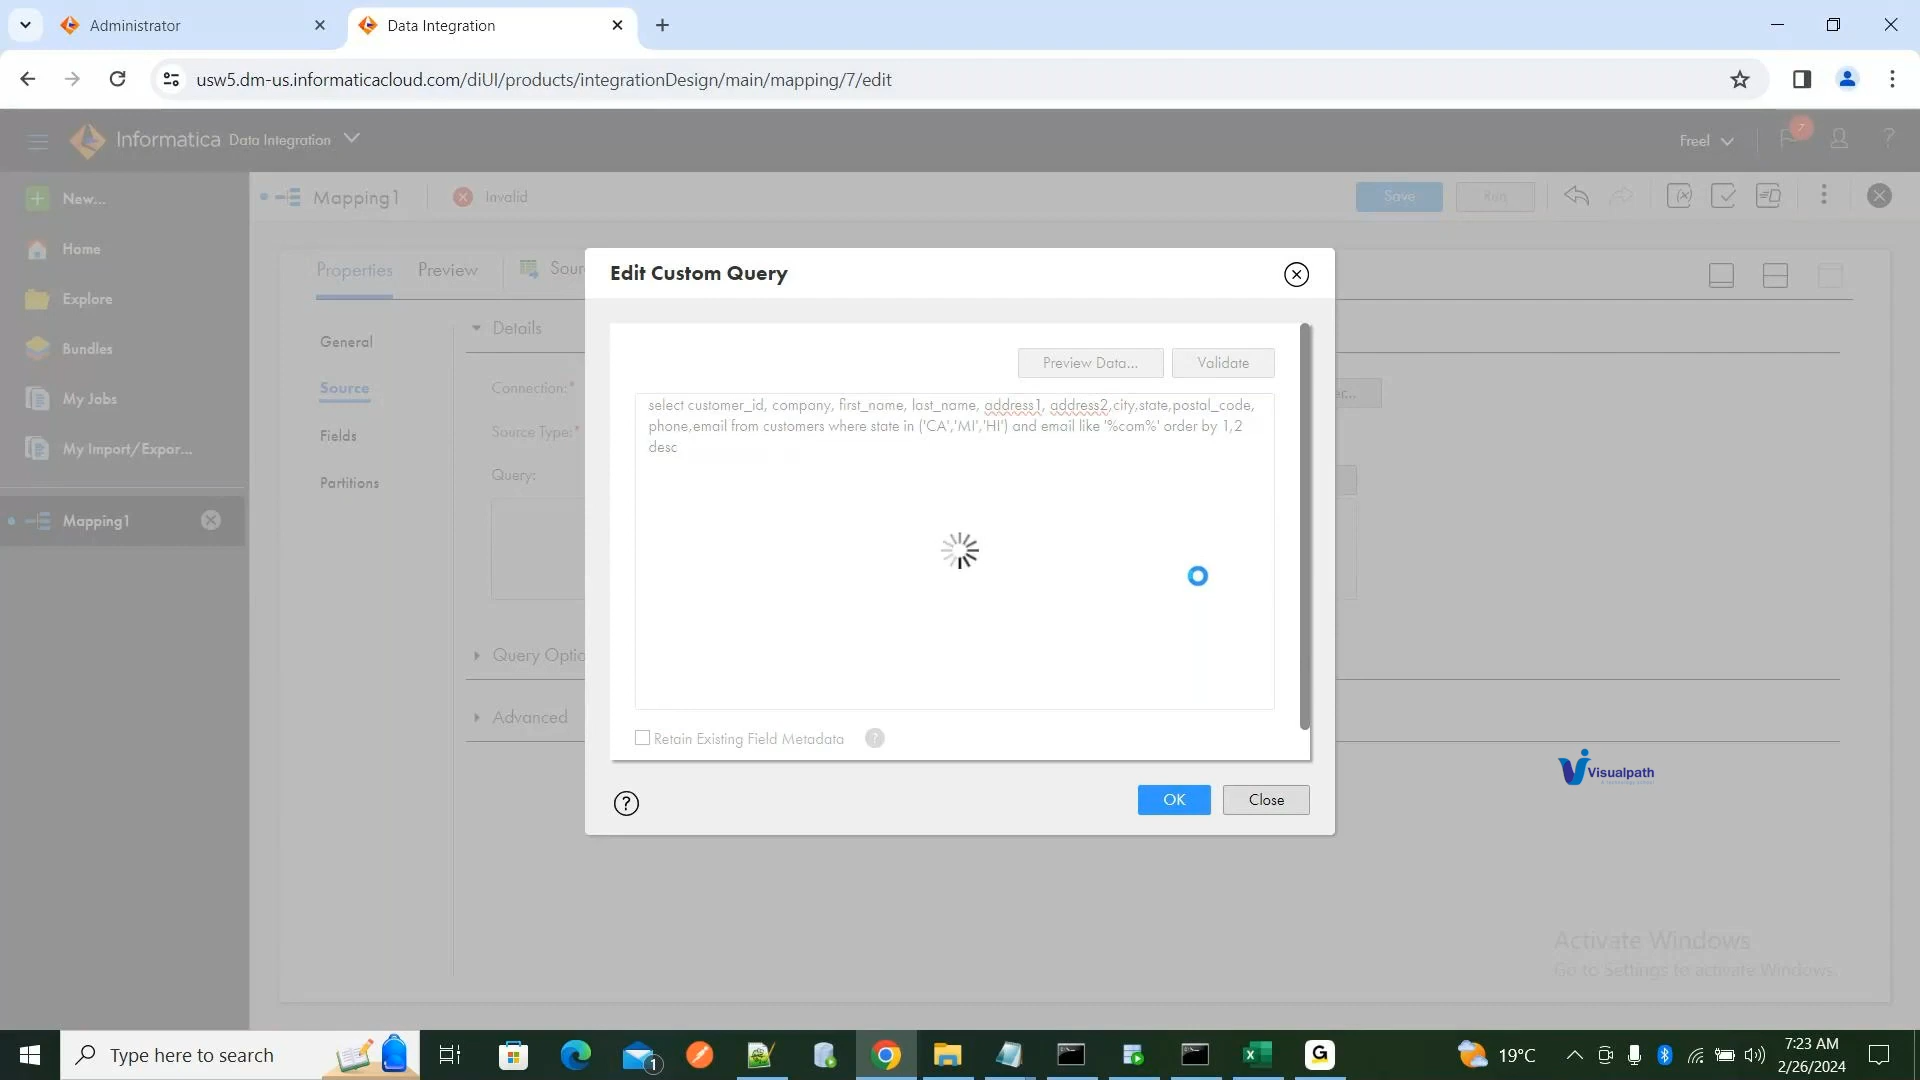 Administrator
Data Integration
usw5.dm-us.informaticacloud.com/diUI/products/integrationDesign/main/mapping/7/edit
Informatica Data Integration
Freel
7
?
New...
Home
Explore
Bundles
My Jobs
My Import/Expor...
Mapping1
Mapping1
Invalid
Save
Run
Properties
Preview
Sour
General
Source
Fields
Partitions
Details
Connection:*
Source Type:*
Query:
Query Optio
Advanced
er...
Edit Custom Query
Preview Data...
Validate
select customer_id, company, first_name, last_name, address1, address2,city,state,postal_code,
phone,email from customers where state in ('CA','MI','HI') and email like '%com%' order by 1,2
desc
Retain Existing Field Metadata
?
?
OK
Close
Visualpath
Activate Windows
Go to Settings to activate Windows.
Type here to search
1
G
19°C
7:23 AM
2/26/2024